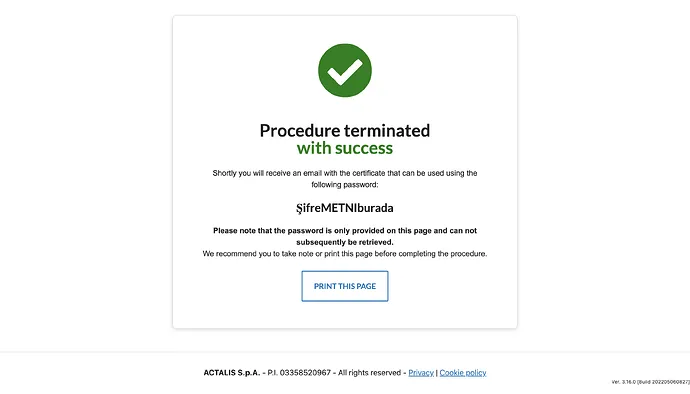 Procedure terminated
with success
Shortly you will receive an email with the certificate that can be used using the
following password:
ŞifreMETNIburada
Please note that the password is only provided on this page and can not
subsequently be retrieved.
We recommend you to take note or print this page before completing the procedure.
PRINT THIS PAGE
ACTALIS S.p.A. - P.I. 03358520967 - All rights reserved - Privacy | Cookie policy
Ver. 3.16.0 [Build 202205060827]